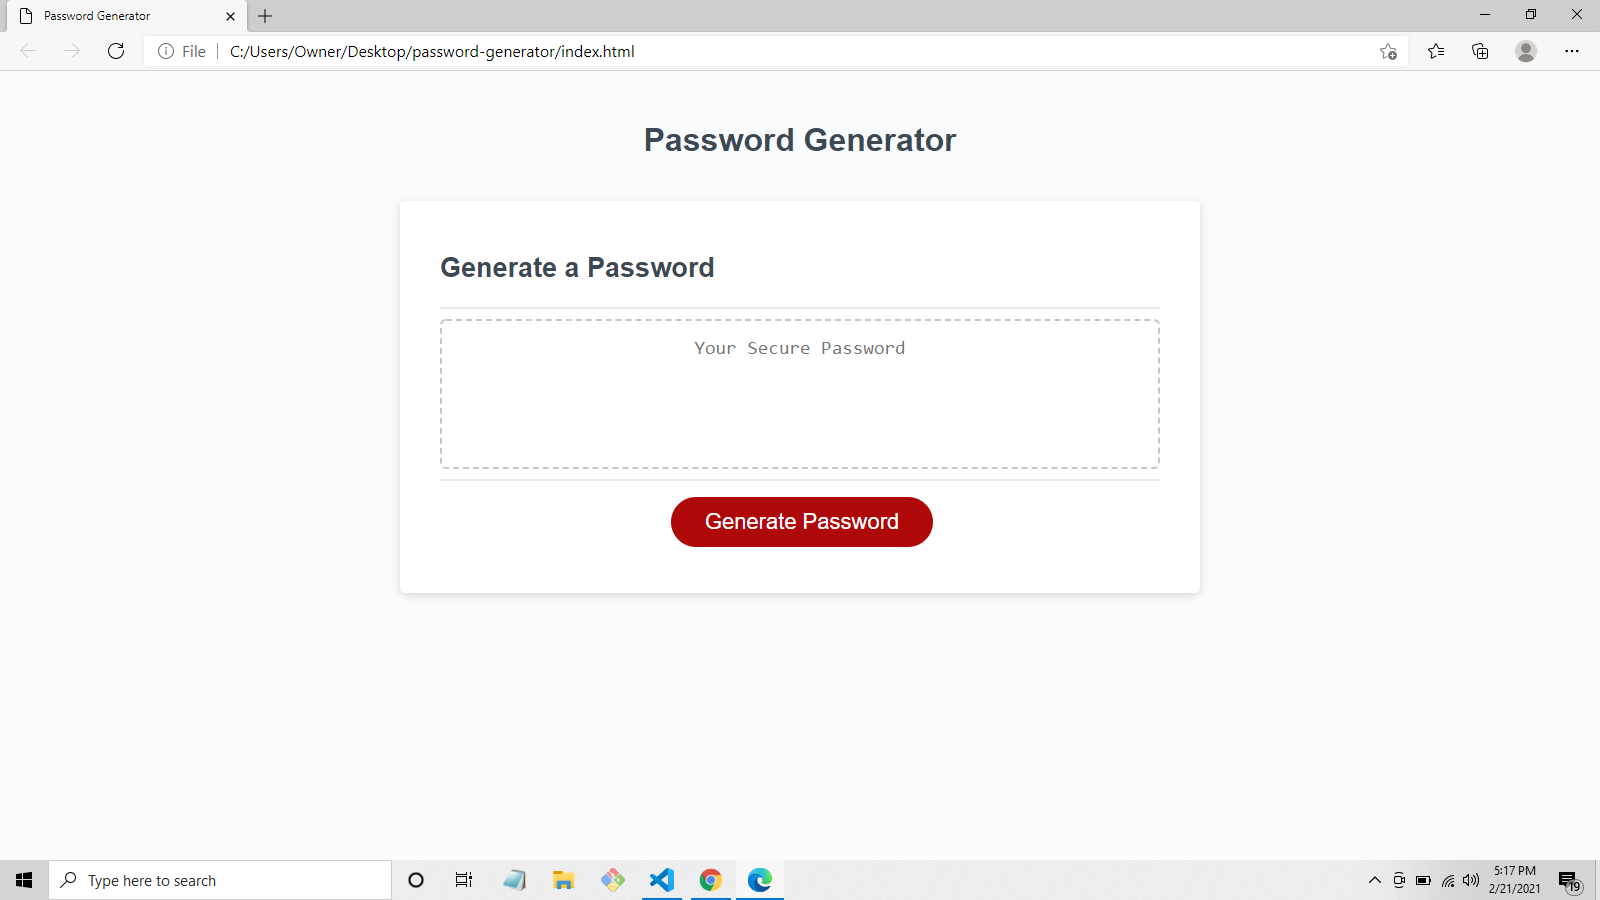 Password Generator
File
C:/Users/Owner/Desktop/password-generator/index.html
Password Generator
Generate a Password
Your Secure Password
Generate Password
Type here to search
5:17 PM
2/21/2021
19